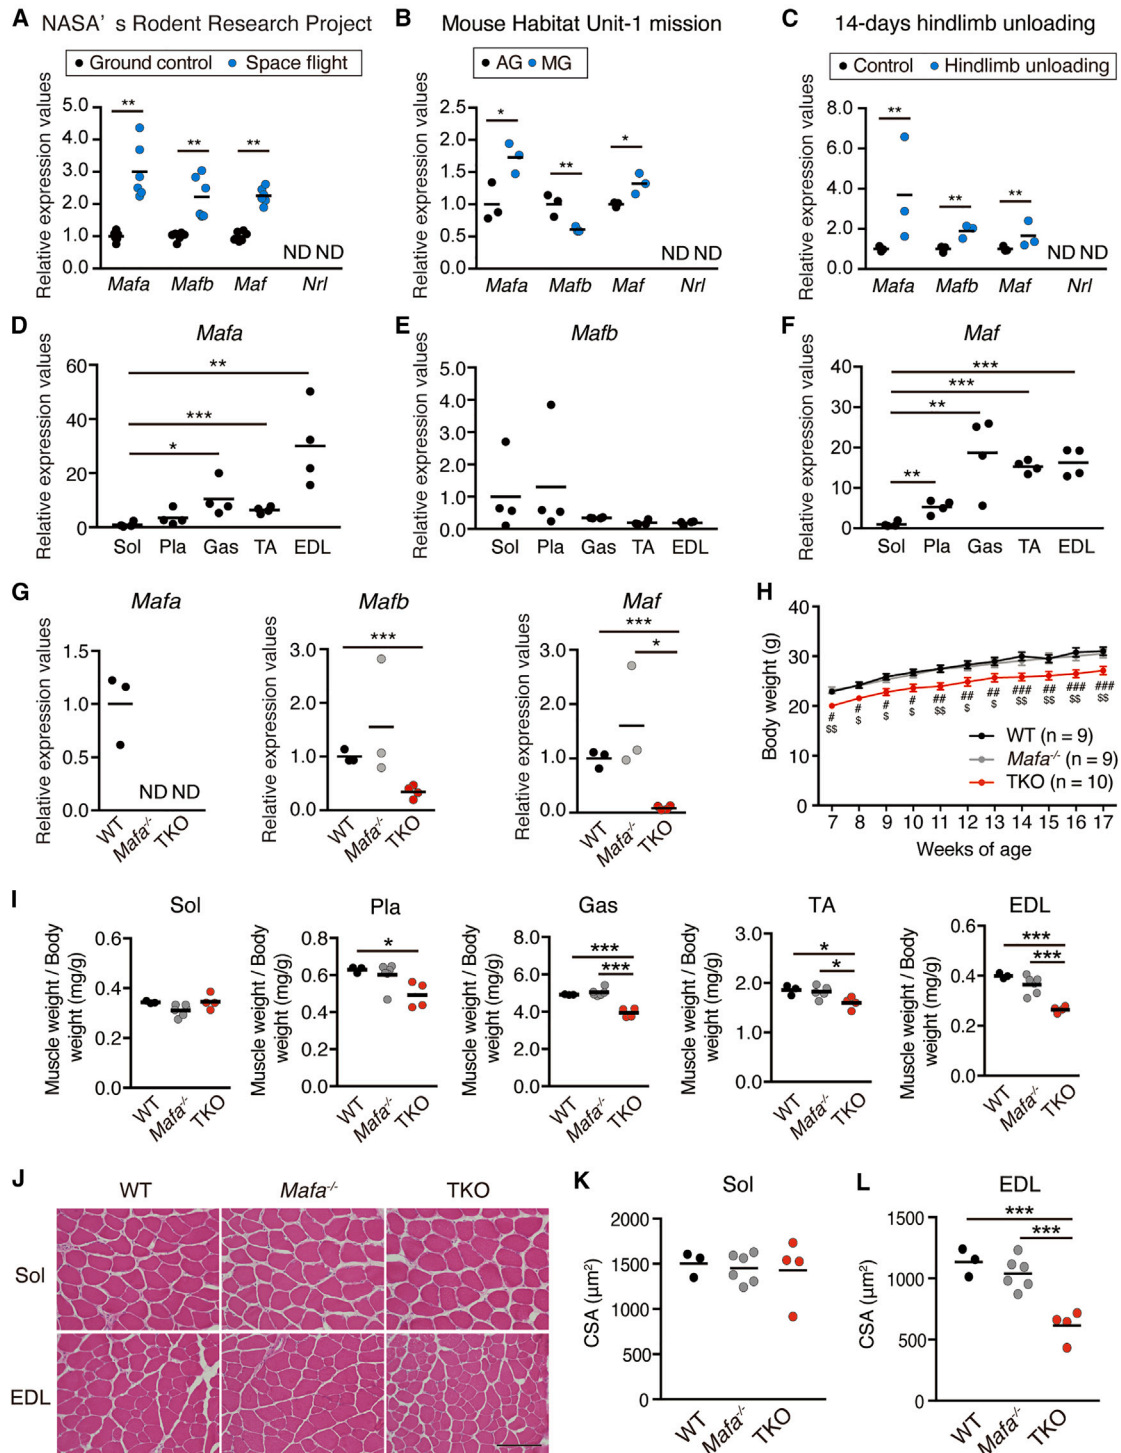 A NASA’ s Rodent Research Project
Ground control Space flight
Relative expression values
5.0
4.0
3.0
2.0
1.0
0.0
** ** **
ND ND
Mafa Mafb Maf Nrl
B Mouse Habitat Unit-1 mission
AG MG
Relative expression values
2.5
2.0
1.5
1.0
0.5
0.0
* ** *
ND ND
Mafa Mafb Maf Nrl
C 14-days hindlimb unloading
Control Hindlimb unloading
Relative expression values
8.0
6.0
4.0
2.0
0.0
** ** **
ND ND
Mafa Mafb Maf Nrl
D Mafa
Relative expression values
60
40
20
0
**
***
*
Sol Pla Gas TA EDL
E Mafb
Relative expression values
5.0
4.0
3.0
2.0
1.0
0.0
Sol Pla Gas TA EDL
F Maf
Relative expression values
40
30
20
10
0
***
***
**
**
Sol Pla Gas TA EDL
G Mafa
Relative expression values
1.5
1.0
0.5
0.0
ND ND
WT Mafa-/- TKO
Mafb
Relative expression values
3.0
2.0
1.0
0.0
***
WT Mafa-/- TKO
Maf
Relative expression values
3.0
2.0
1.0
0.0
***
*
WT Mafa-/- TKO
H
Body weight (g)
40
30
20
10
0
# # # # # ## ## ### ## ### ###
$$ $ $ $ $$ $ $ $$ $$ $$ $$
WT (n = 9)
Mafa-/- (n = 9)
TKO (n = 10)
7 8 9 10 11 12 13 14 15 16 17
Weeks of age
I Sol
Muscle weight / Body
weight (mg/g)
0.6
0.4
0.2
0.0
WT Mafa-/- TKO
Pla
Muscle weight / Body
weight (mg/g)
0.8
0.6
0.4
0.2
0.0
*
WT Mafa-/- TKO
Gas
Muscle weight / Body
weight (mg/g)
8.0
6.0
4.0
2.0
0.0
***
***
WT Mafa-/- TKO
TA
Muscle weight / Body
weight (mg/g)
3.0
2.0
1.0
0.0
*
*
WT Mafa-/- TKO
EDL
Muscle weight / Body
weight (mg/g)
0.6
0.4
0.2
0.0
***
***
WT Mafa-/- TKO
J WT Mafa-/- TKO
Sol
EDL
K Sol
CSA (μm²)
2000
1500
1000
500
0
WT Mafa-/- TKO
L EDL
CSA (μm²)
1500
1000
500
0
***
***
WT Mafa-/- TKO